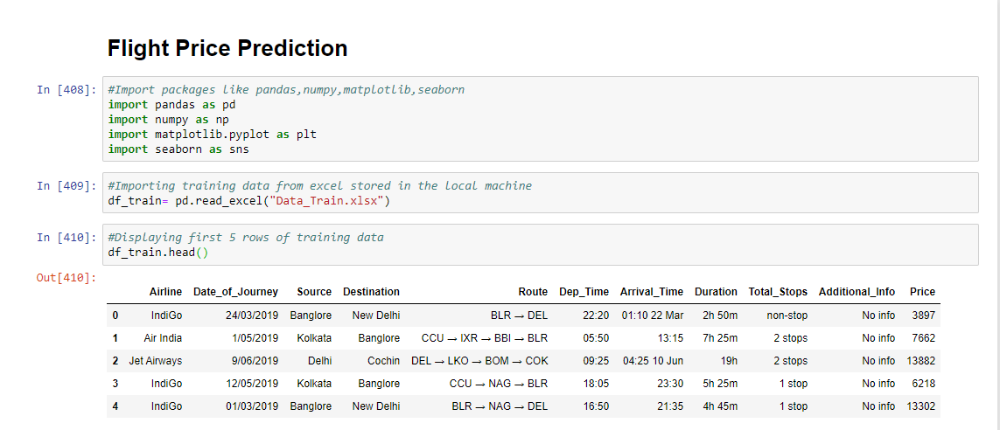 Flight Price Prediction
In [408]: #Import packages like pandas,numpy,matplotlib,seaborn
import pandas as pd
import numpy as np
import matplotlib.pyplot as plt
import seaborn as sns
In [409]: #Importing training data from excel stored in the local machine
df_train= pd.read_excel("Data_Train.xlsx")
In [410]: #Displaying first 5 rows of training data
df_train.head()
Out[410]:
Airline Date_of_Journey Source Destination Route Dep_Time Arrival_Time Duration Total_Stops Additional_Info Price
0 IndiGo 24/03/2019 Banglore New Delhi BLR → DEL 22:20 01:10 22 Mar 2h 50m non-stop No info 3897
1 Air India 1/05/2019 Kolkata Banglore CCU → IXR → BBI → BLR 05:50 13:15 7h 25m 2 stops No info 7662
2 Jet Airways 9/06/2019 Delhi Cochin DEL → LKO → BOM → COK 09:25 04:25 10 Jun 19h 2 stops No info 13882
3 IndiGo 12/05/2019 Kolkata Banglore CCU → NAG → BLR 18:05 23:30 5h 25m 1 stop No info 6218
4 IndiGo 01/03/2019 Banglore New Delhi BLR → NAG → DEL 16:50 21:35 4h 45m 1 stop No info 13302